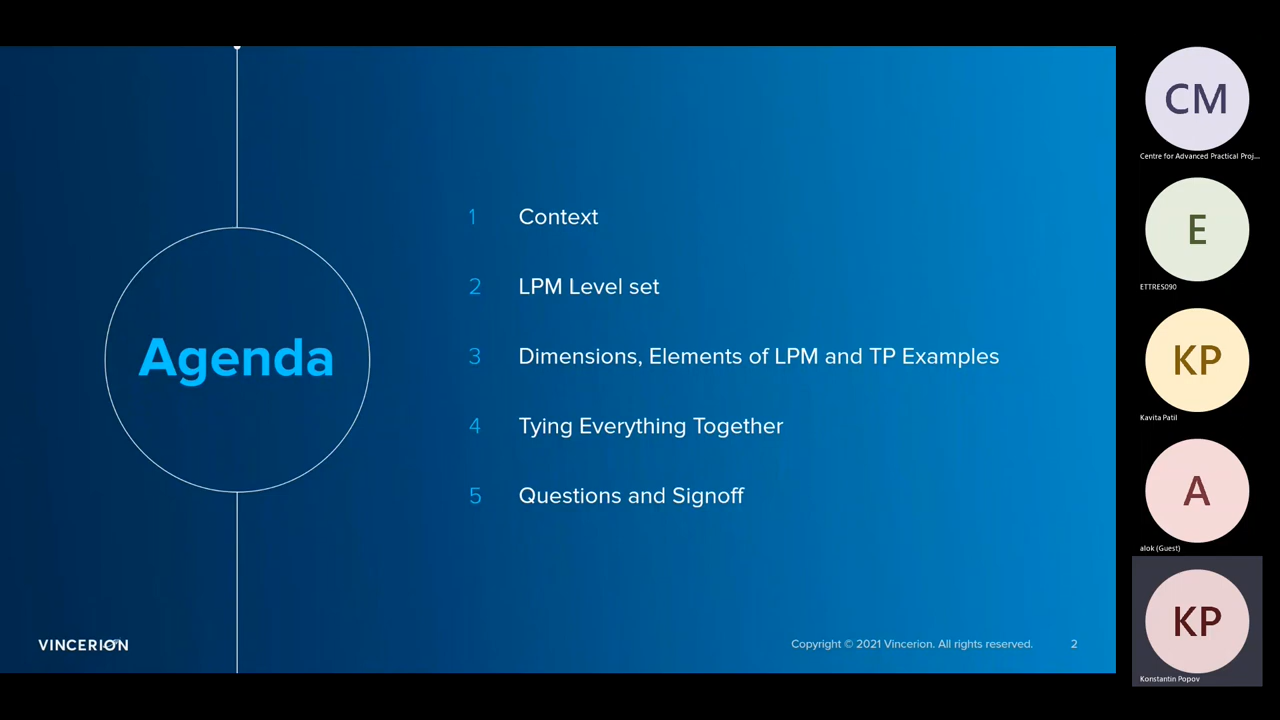 Agenda
1 Context
2 LPM Level set
3 Dimensions, Elements of LPM and TP Examples
4 Tying Everything Together
5 Questions and Signoff
VINCERION
Copyright © 2021 Vincerion. All rights reserved. 2
CM
Centre for Advanced Practical Proj...
E
ETTRES090
KP
Kavita Patil
A
alok (Guest)
KP
Konstantin Popov